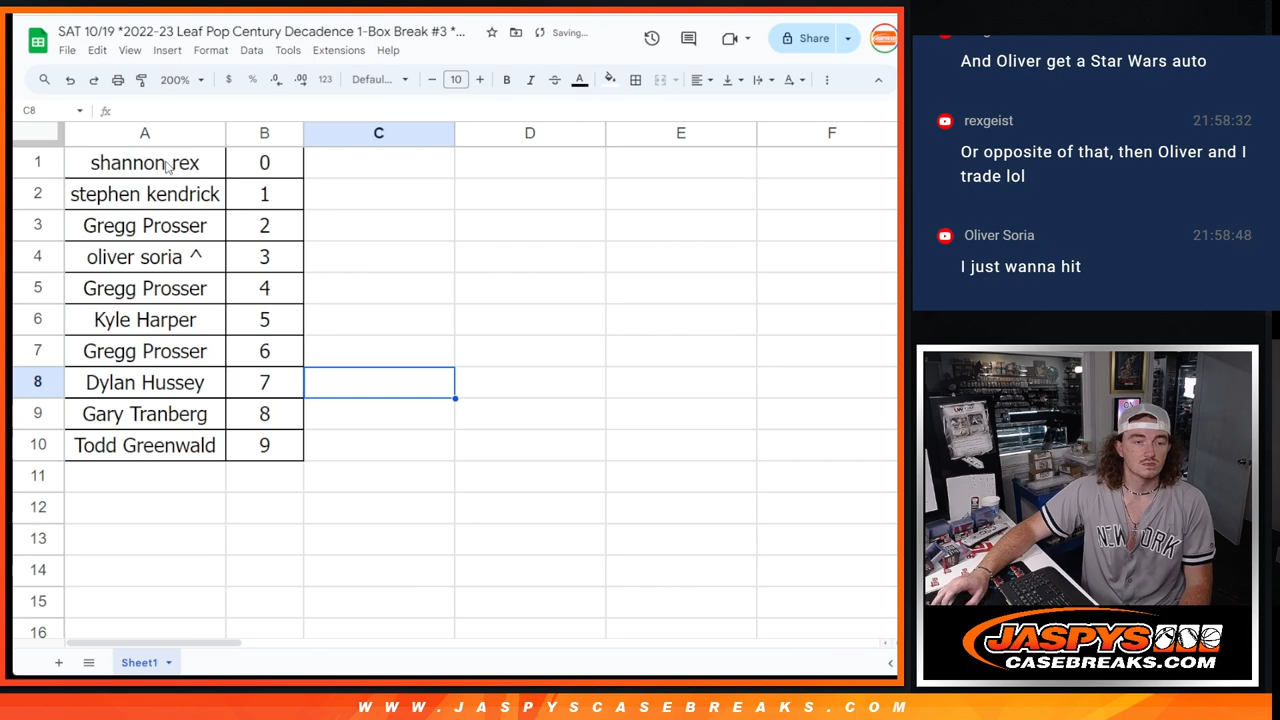 SAT 10/19 *2022-23 Leaf Pop Century Decadence 1-Box Break #3 *...
Saving...
Share
File Edit View Insert Format Data Tools Extensions Help
200% $ % .0 .00 123 Defaul... − 10 + B I A
C8 fx
A B C D E F
1 shannon rex 0
2 stephen kendrick 1
3 Gregg Prosser 2
4 oliver soria ^ 3
5 Gregg Prosser 4
6 Kyle Harper 5
7 Gregg Prosser 6
8 Dylan Hussey 7
9 Gary Tranberg 8
10 Todd Greenwald 9
11
12
13
14
15
16
+ Sheet1
And Oliver get a Star Wars auto
rexgeist 21:58:32
Or opposite of that, then Oliver and I
trade lol
Oliver Soria 21:58:48
I just wanna hit
NEW YORK
JASPYS
CASEBREAKS.COM
WWW.JASPYSCASEBREAKS.COM